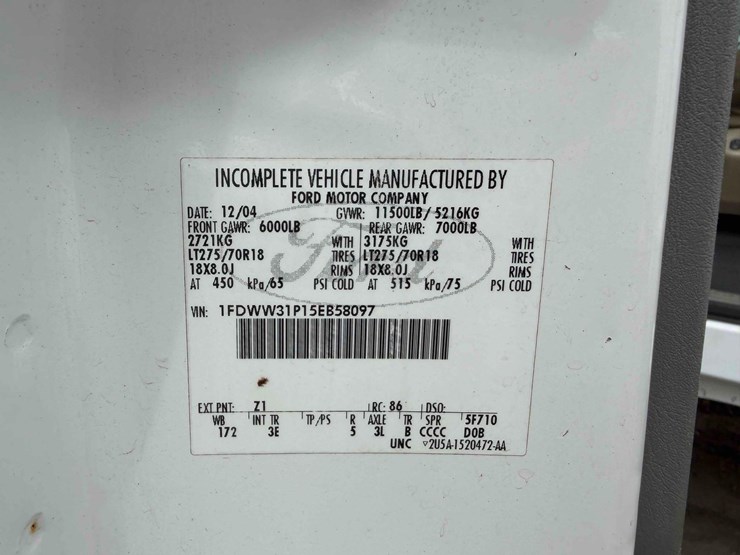 INCOMPLETE VEHICLE MANUFACTURED BY
FORD MOTOR COMPANY
DATE: 12/04 GVWR: 11500LB/ 5216KG
FRONT GAWR: 6000LB REAR GAWR: 7000LB
2721KG WITH 3175KG WITH
LT275/70R18 TIRES LT275/70R18 TIRES
18X8.0J RIMS 18X8.0J RIMS
AT 450 kPa/65 PSI COLD AT 515 kPa/75 PSI COLD
Ford
VIN: 1FDWW31P15EB58097
EXT PNT: Z1 RC: 86 DSO:
WB INT TR TP/PS R AXLE TR SPR 5F710
172 3E 5 3L B CCCC DOB
UNC ▽2U5A-1520472-AA